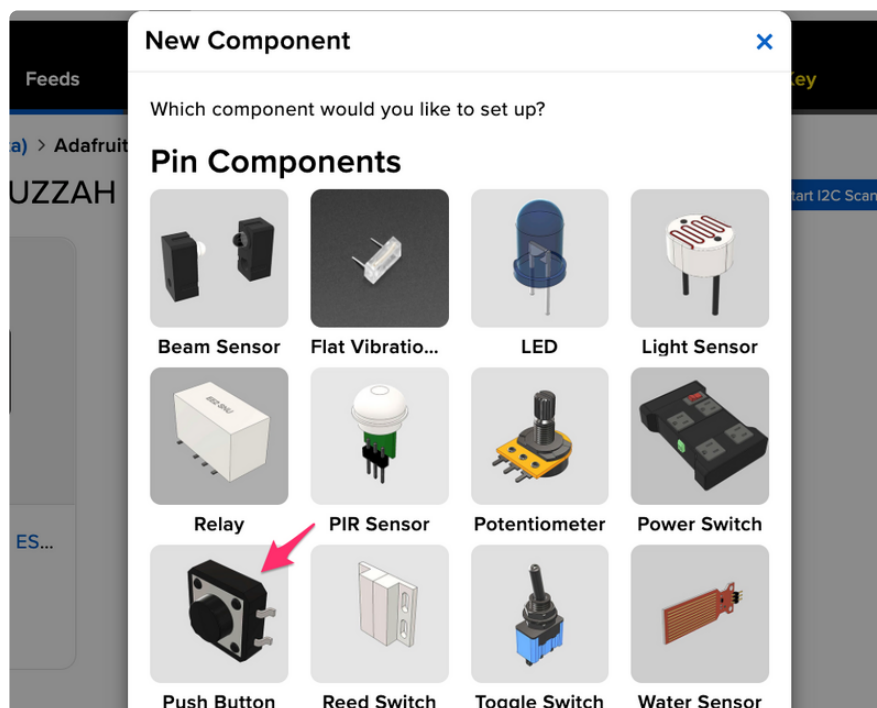 New Component
×
Feeds
Key
Which component would you like to set up?
a) > Adafruit
Pin Components
UZZAH
tart I2C Scan
Beam Sensor
Flat Vibratio...
LED
Light Sensor
Relay
PIR Sensor
Potentiometer
Power Switch
ES...
Push Button
Reed Switch
Toggle Switch
Water Sensor